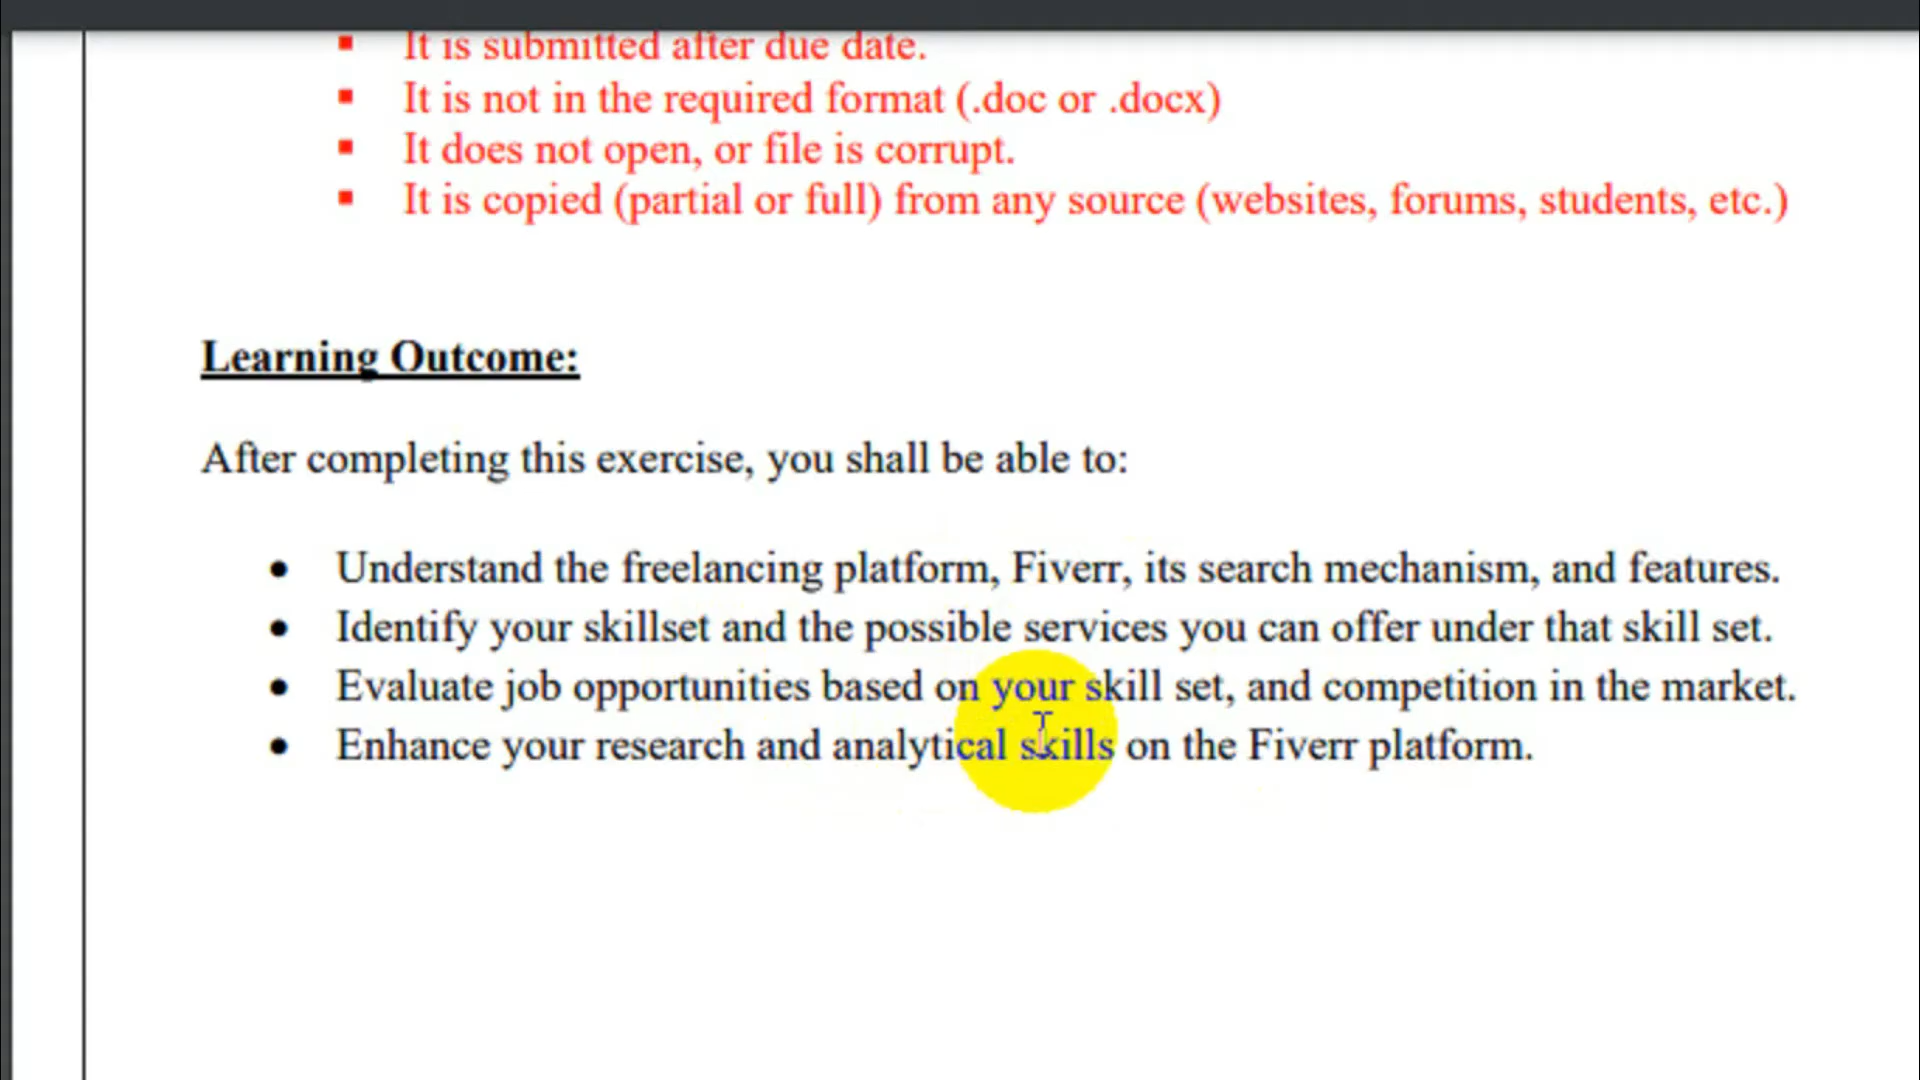 It is submitted after due date.
It is not in the required format (.doc or .docx)
It does not open, or file is corrupt.
It is copied (partial or full) from any source (websites, forums, students, etc.)
Learning Outcome:
After completing this exercise, you shall be able to:
Understand the freelancing platform, Fiverr, its search mechanism, and features.
Identify your skillset and the possible services you can offer under that skill set.
Evaluate job opportunities based on your skill set, and competition in the market.
Enhance your research and analytical skills on the Fiverr platform.